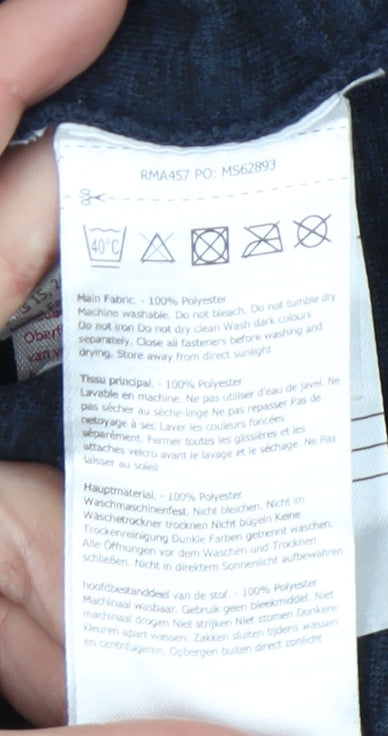 RMA457 PO: MS62893
40°C
Main Fabric. - 100% Polyester
Machine washable. Do not bleach. Do not tumble dry
Do not iron Do not dry clean Wash dark colours
separately. Close all fasteners before washing and
drying. Store away from direct sunlight
Tissu principal. - 100% Polyester
Lavable en machine. Ne pas utiliser d'eau de javel. Ne
pas sécher au sèche-linge Ne pas repasser Pas de
nettoyage à sec Laver les couleurs foncées
séparément. Fermer toutes les glissières et les
attaches velcro avant le lavage et le séchage. Ne Pas
laisser au soleil
Hauptmaterial. - 100% Polyester
Waschmaschinenfest. Nicht bleichen. Nicht im
Wäschetrockner trocknen Nicht bügeln Keine
Trockenreinigung Dunkle Farben getrennt waschen.
Alle Öffnungen vor dem Waschen und Trocknen
schließen. Nicht in direktem Sonnenlicht aufbewahren
hoofdbestanddeel van de stof. - 100% Polyester
Machinaal wasbaar. Gebruik geen bleekmiddel. Niet
machinaal drogen Niet strijken Niet stomen Donkere
kleuren apart wassen. Zakken sluiten tijdens wassen
en centrifugeren. Opbergen buiten direct zonlicht